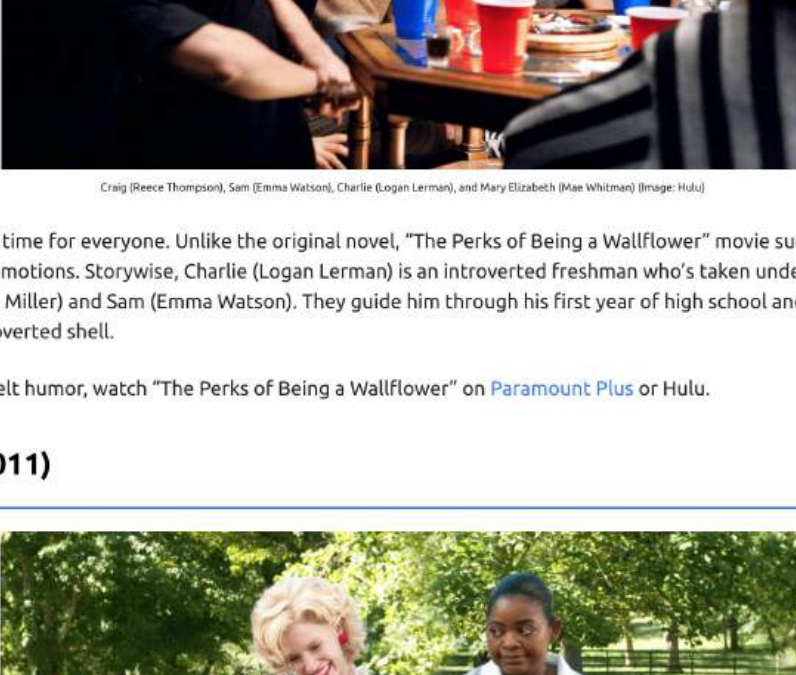 Craig (Reece Thompson), Sam (Emma Watson), Charlie (Logan Lerman), and Mary Elizabeth (Mae Whitman) (Image: Hulu)
time for everyone. Unlike the original novel, “The Perks of Being a Wallflower” movie su
motions. Storywise, Charlie (Logan Lerman) is an introverted freshman who’s taken unde
Miller) and Sam (Emma Watson). They guide him through his first year of high school an
verted shell.
elt humor, watch “The Perks of Being a Wallflower” on Paramount Plus or Hulu.
011)